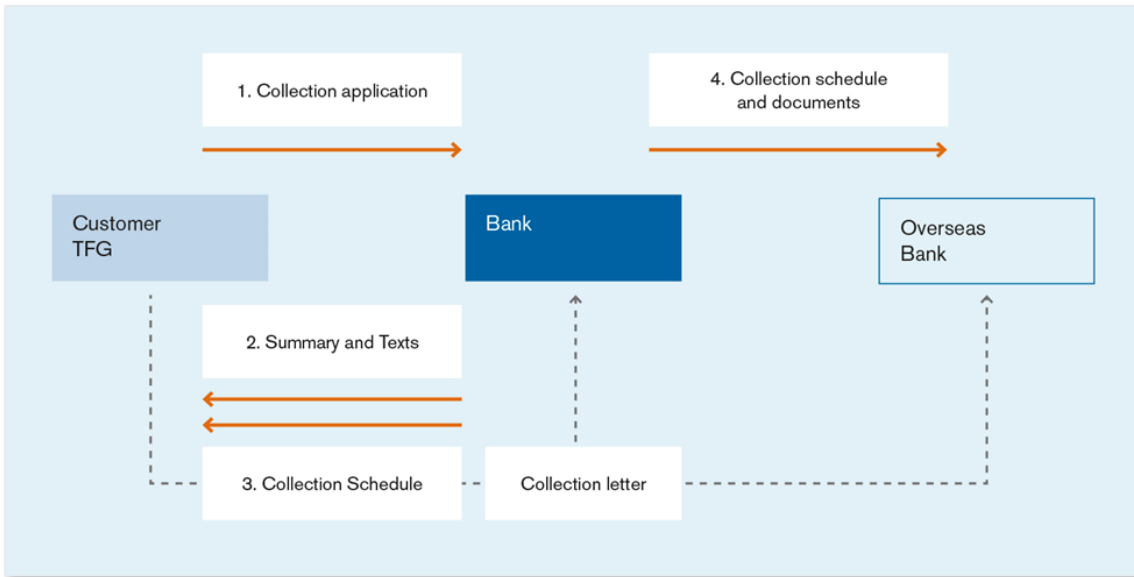 1. Collection application
4. Collection schedule
and documents
Customer
TFG
Bank
Overseas
Bank
2. Summary and Texts
3. Collection Schedule
Collection letter